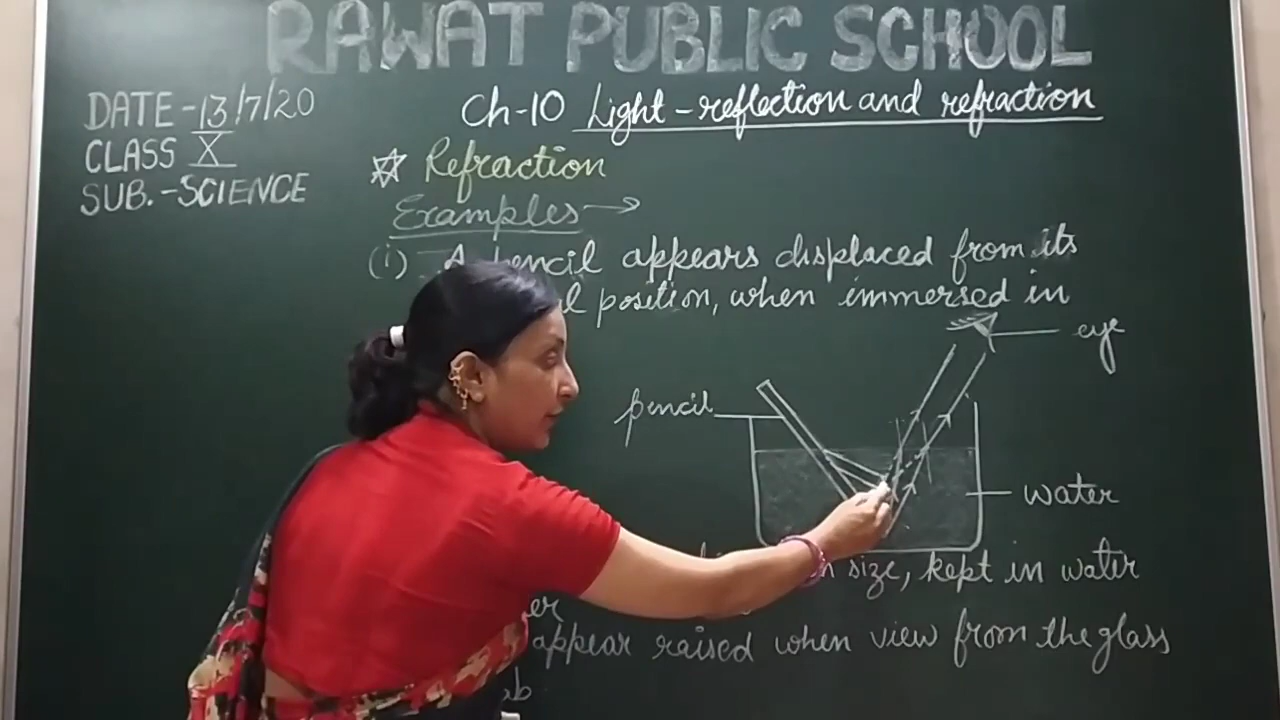 RAWAT PUBLIC SCHOOL
DATE - 13/7/20
CLASS X
SUB. - SCIENCE
Ch-10 Light - reflection and refraction
Refraction
Examples →
(i) A pencil appears displaced from its
position, when immersed in
eye
pencil
water
size, kept in water
appear raised when view from the glass